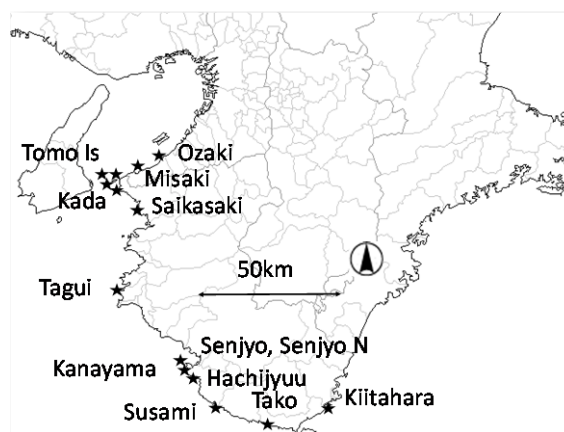 Tomo Is
Ozaki
Misaki
Kada
Saikasaki
50km
Tagui
Senjyo, Senjyo N
Kanayama
Hachijyuu
Tako
Kiitahara
Susami